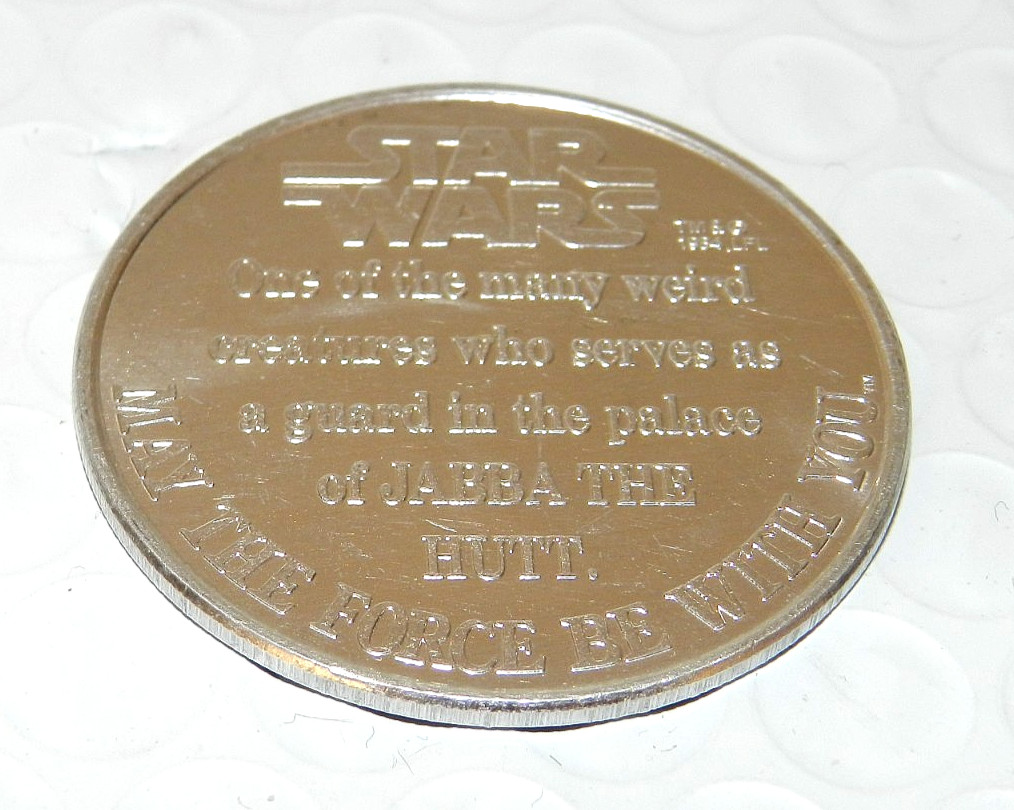 STAR
WARS
TM & ©
1984 LFL
One of the many weird
creatures who serves as
a guard in the palace
of JABBA THE
HUTT.
MAY THE FORCE BE WITH YOU™